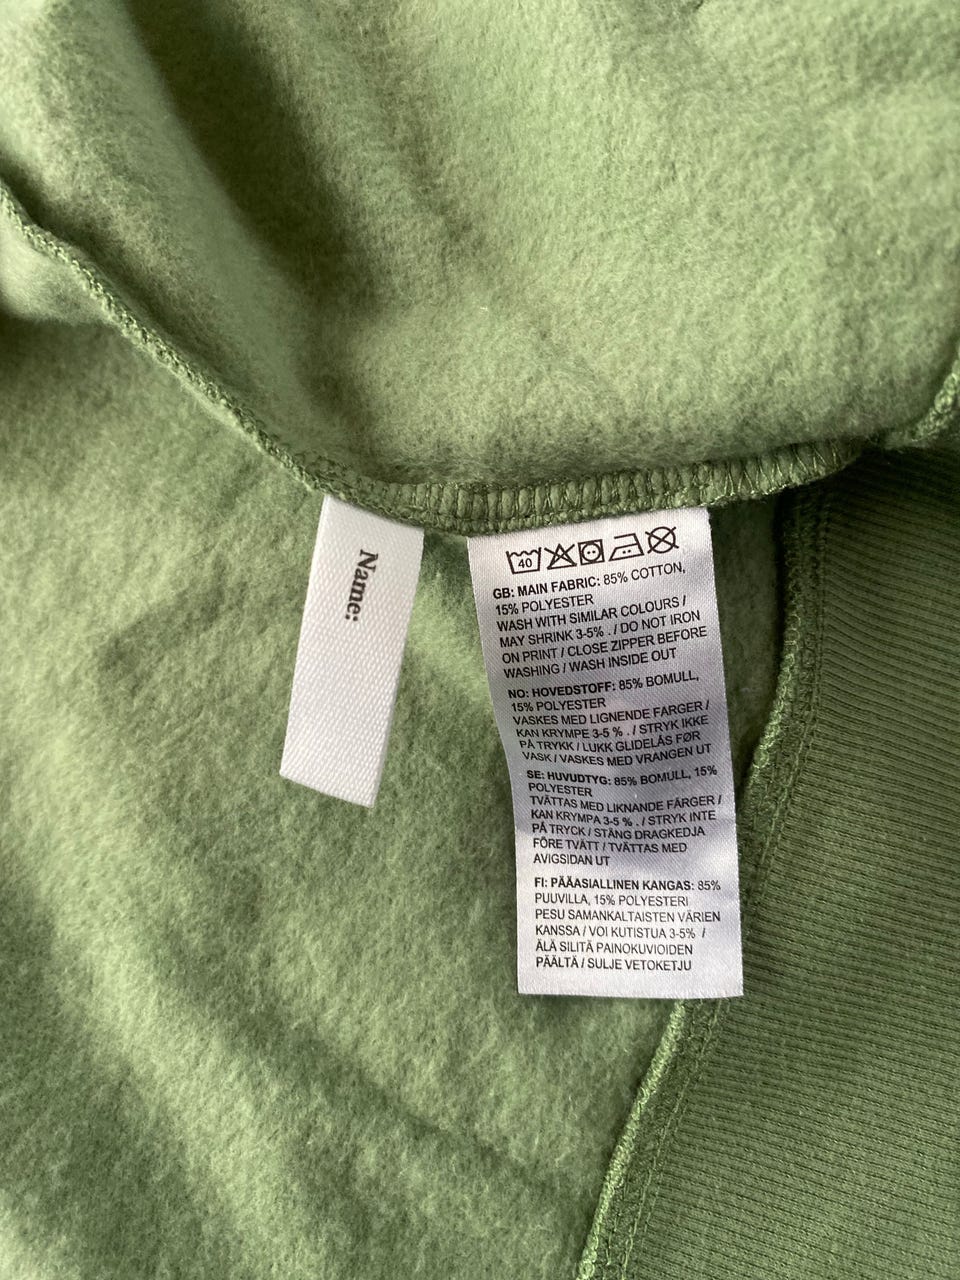 Name:
40
GB: MAIN FABRIC: 85% COTTON,
15% POLYESTER
WASH WITH SIMILAR COLOURS /
MAY SHRINK 3-5% . / DO NOT IRON
ON PRINT / CLOSE ZIPPER BEFORE
WASHING / WASH INSIDE OUT
NO: HOVEDSTOFF: 85% BOMULL,
15% POLYESTER
VASKES MED LIGNENDE FARGER /
KAN KRYMPE 3-5 % . / STRYK IKKE
PÅ TRYKK / LUKK GLIDELÅS FØR
VASK / VASKES MED VRANGEN UT
SE: HUVUDTYG: 85% BOMULL, 15%
POLYESTER
TVÄTTAS MED LIKNANDE FÄRGER /
KAN KRYMPA 3-5 % . / STRYK INTE
PÅ TRYCK / STÄNG DRAGKEDJA
FÖRE TVÄTT / TVÄTTAS MED
AVIGSIDAN UT
FI: PÄÄASIALLINEN KANGAS: 85%
PUUVILLA, 15% POLYESTERI
PESU SAMANKALTAISTEN VÄRIEN
KANSSA / VOI KUTISTUA 3-5% /
ÄLÄ SILITÄ PAINOKUVIOIDEN
PÄÄLTÄ / SULJE VETOKETJU